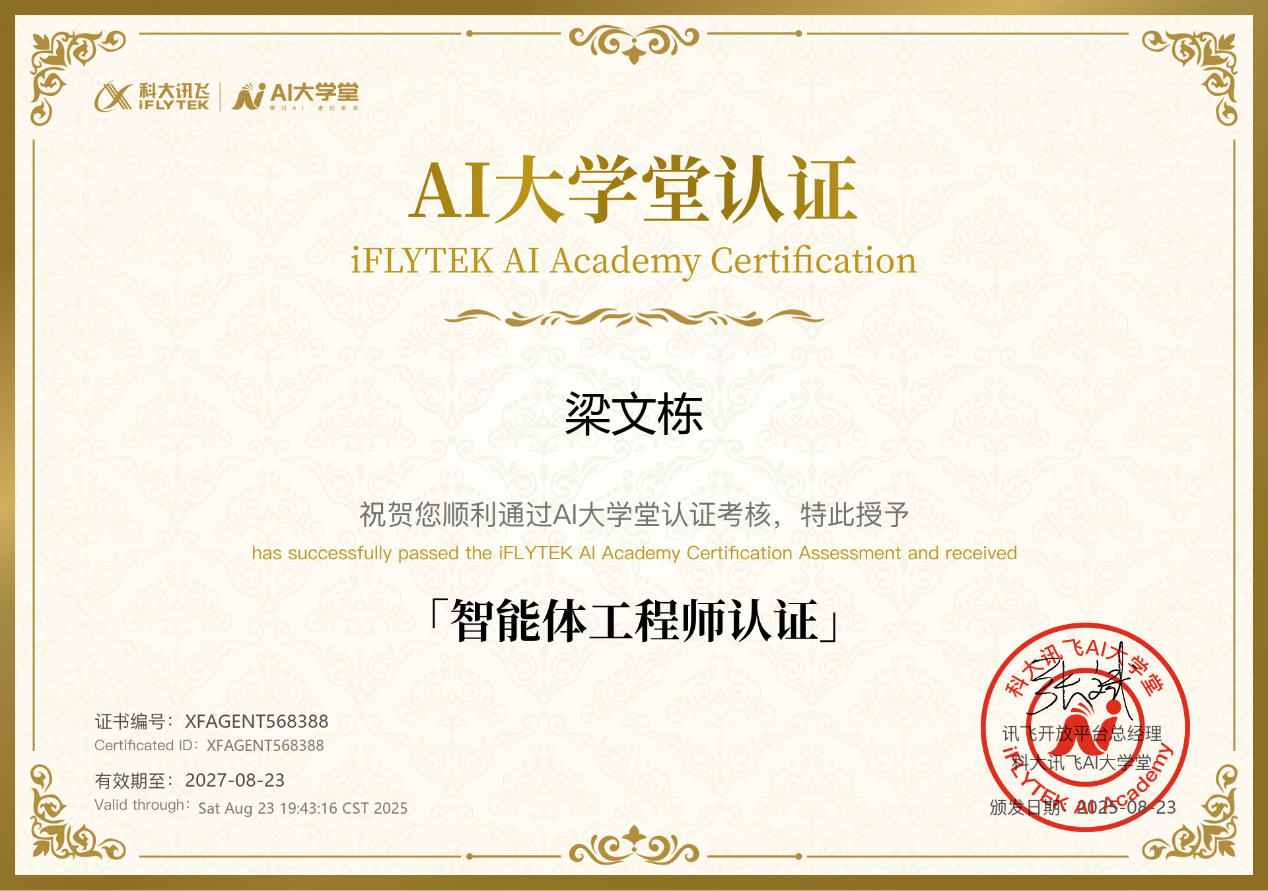 科大讯飞 iFLYTEK
AI大学堂
学习AI·走近未来
AI大学堂认证
iFLYTEK AI Academy Certification
梁文栋
祝贺您顺利通过AI大学堂认证考核，特此授予
has successfully passed the iFLYTEK AI Academy Certification Assessment and received
「智能体工程师认证」
证书编号：XFAGENT568388
Certificated ID：XFAGENT568388
有效期至：2027-08-23
Valid through：Sat Aug 23 19:43:16 CST 2025
科大讯飞AI大学堂
讯飞开放平台总经理
科大讯飞AI大学堂
iFLYTEK AI Academy
颁发日期：2025-08-23